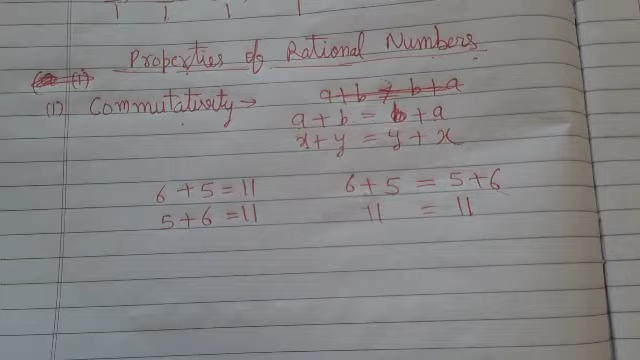 Properties of Rational Numbers
(1) Commutativity → a+b = b+a
a+b = b+a
x+y = y+x
6+5=11 6+5 = 5+6
5+6=11 11 = 11